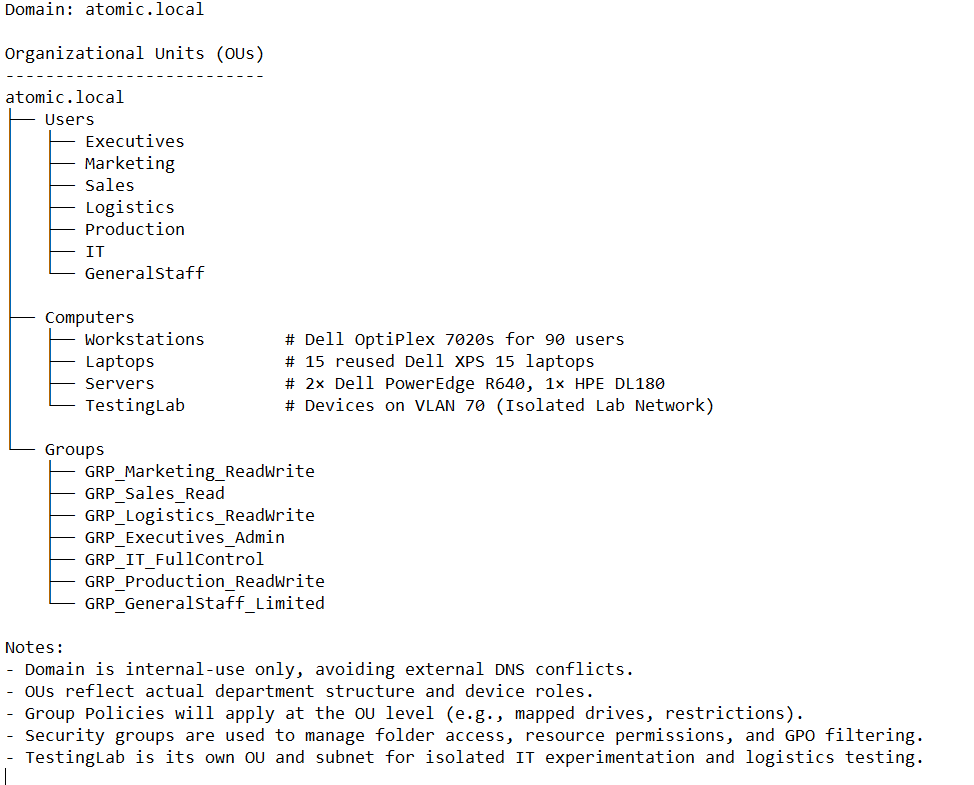 Domain: atomic.local

Organizational Units (OUs)
--------------------------
atomic.local
├── Users
│   ├── Executives
│   ├── Marketing
│   ├── Sales
│   ├── Logistics
│   ├── Production
│   ├── IT
│   └── GeneralStaff
│
├── Computers
│   ├── Workstations        # Dell OptiPlex 7020s for 90 users
│   ├── Laptops             # 15 reused Dell XPS 15 laptops
│   ├── Servers             # 2× Dell PowerEdge R640, 1× HPE DL180
│   └── TestingLab          # Devices on VLAN 70 (Isolated Lab Network)
│
└── Groups
    ├── GRP_Marketing_ReadWrite
    ├── GRP_Sales_Read
    ├── GRP_Logistics_ReadWrite
    ├── GRP_Executives_Admin
    ├── GRP_IT_FullControl
    ├── GRP_Production_ReadWrite
    └── GRP_GeneralStaff_Limited

Notes:
- Domain is internal-use only, avoiding external DNS conflicts.
- OUs reflect actual department structure and device roles.
- Group Policies will apply at the OU level (e.g., mapped drives, restrictions).
- Security groups are used to manage folder access, resource permissions, and GPO filtering.
- TestingLab is its own OU and subnet for isolated IT experimentation and logistics testing.